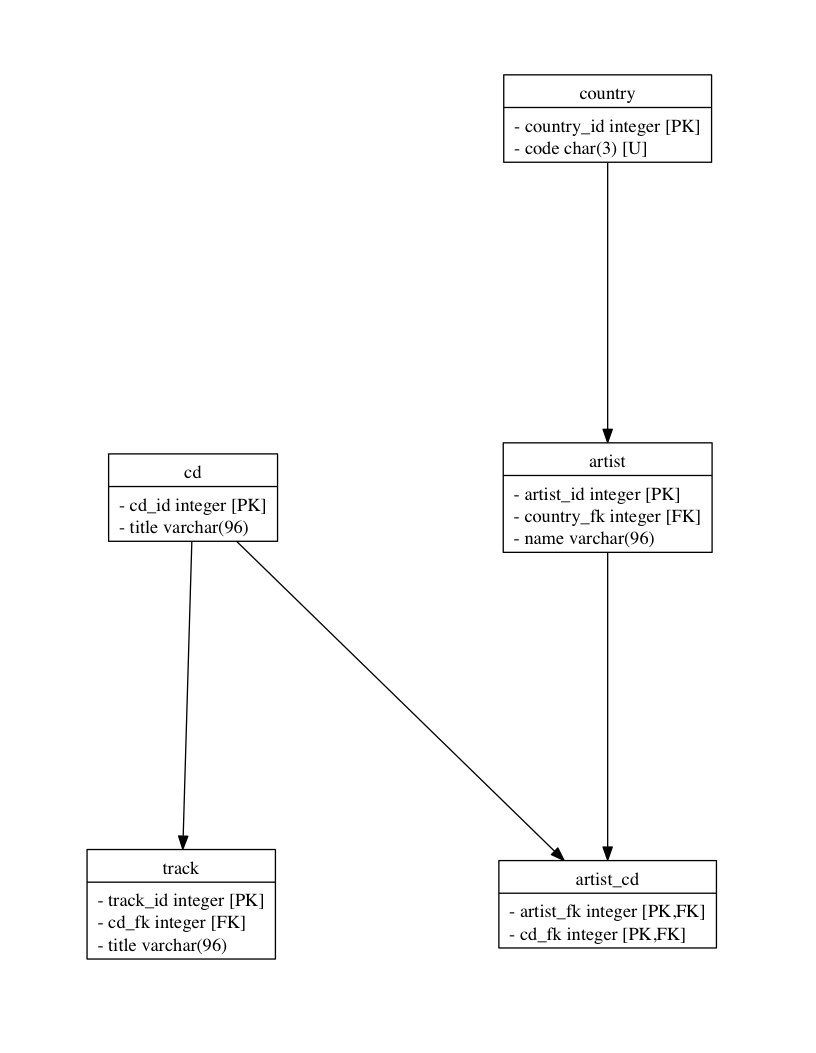 country
- country_id integer [PK]
- code char(3) [U]
cd
- cd_id integer [PK]
- title varchar(96)
artist
- artist_id integer [PK]
- country_fk integer [FK]
- name varchar(96)
track
- track_id integer [PK]
- cd_fk integer [FK]
- title varchar(96)
artist_cd
- artist_fk integer [PK,FK]
- cd_fk integer [PK,FK]